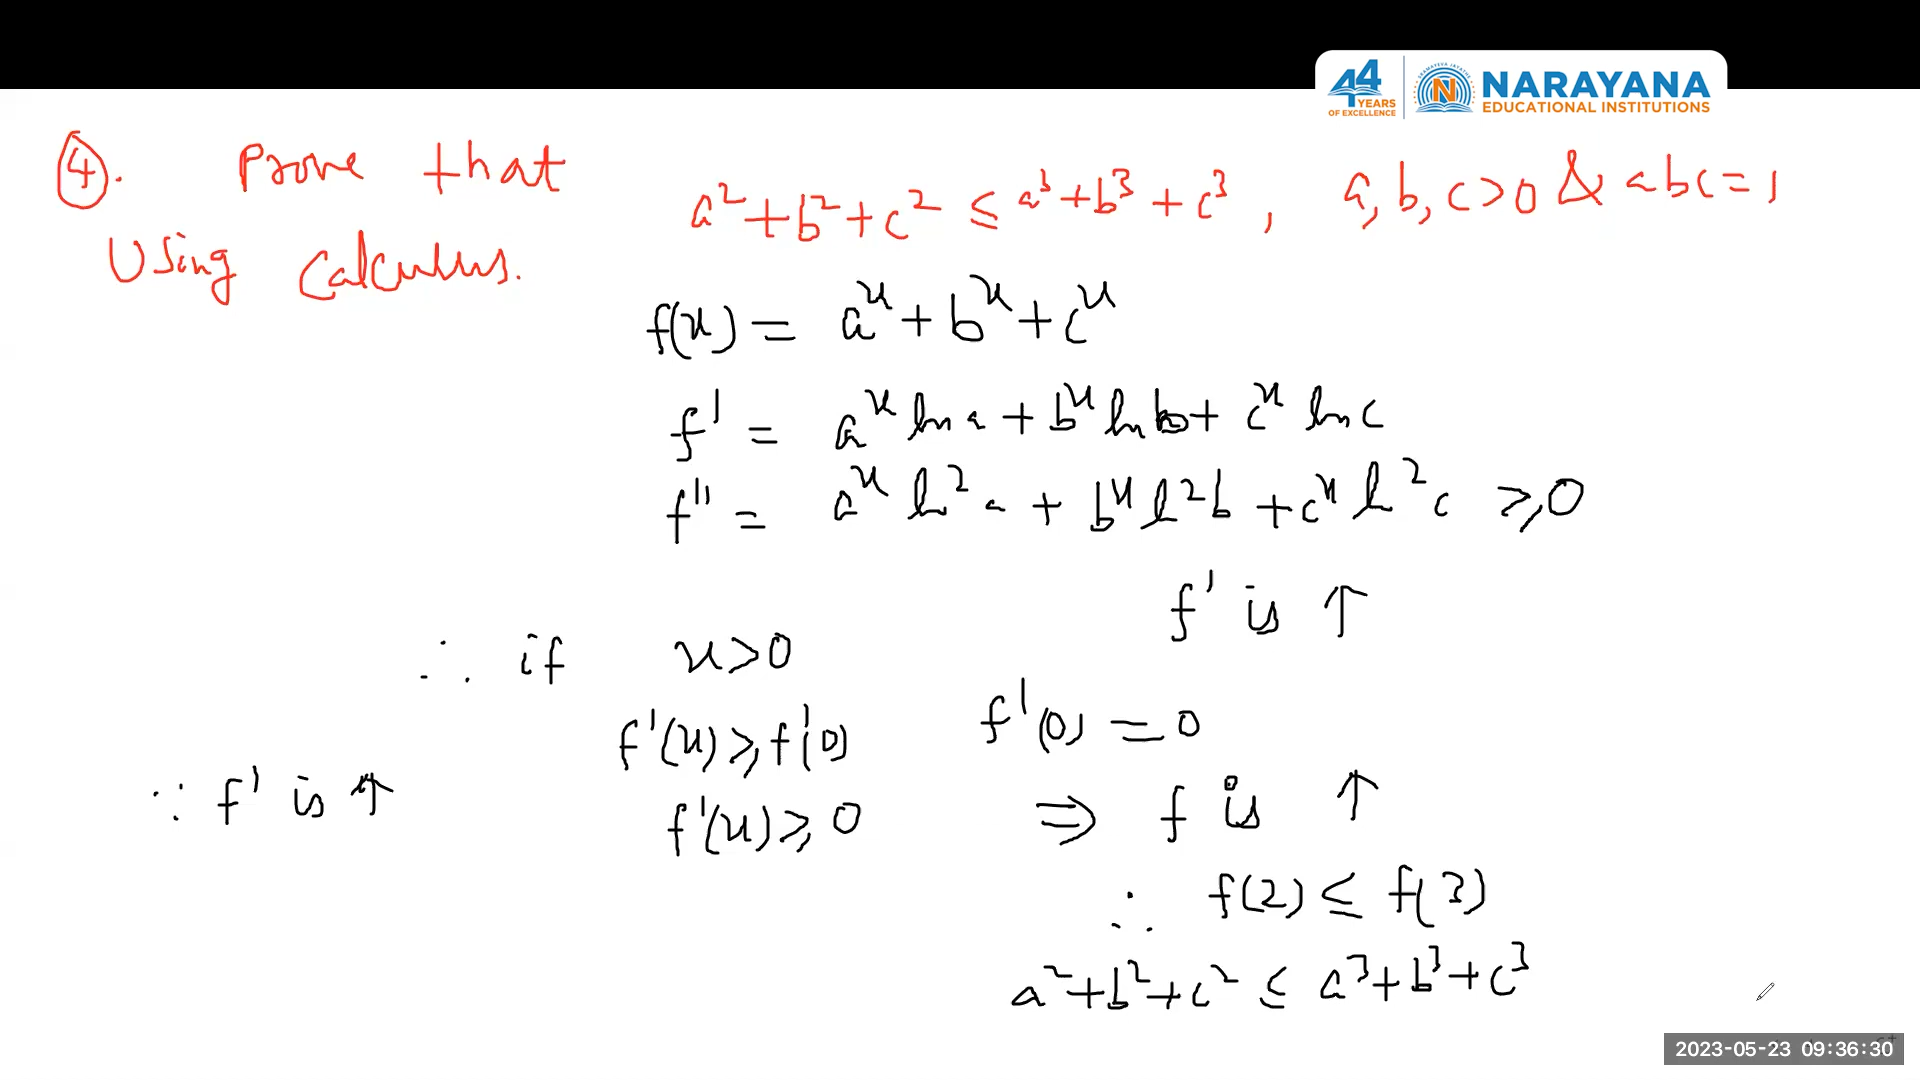 44 YEARS OF EXCELLENCE
NARAYANA
EDUCATIONAL INSTITUTIONS
④. Prove that a² + b² + c² ≤ a³ + b³ + c³, a, b, c > 0 & abc = 1
Using Calculus.
f(x) = aˣ + bˣ + cˣ
f' = aˣ ln a + bˣ ln b + cˣ ln c
f'' = aˣ ln² a + bˣ ln² b + cˣ ln² c ≥ 0
f' is ↑
∴ if x > 0
f'(x) ≥ f'(0) f'(0) = 0
∵ f' is ↑ f'(x) ≥ 0 ⇒ f is ↑
∴ f(2) ≤ f(3)
a² + b² + c² ≤ a³ + b³ + c³
2023-05-23 09:36:30